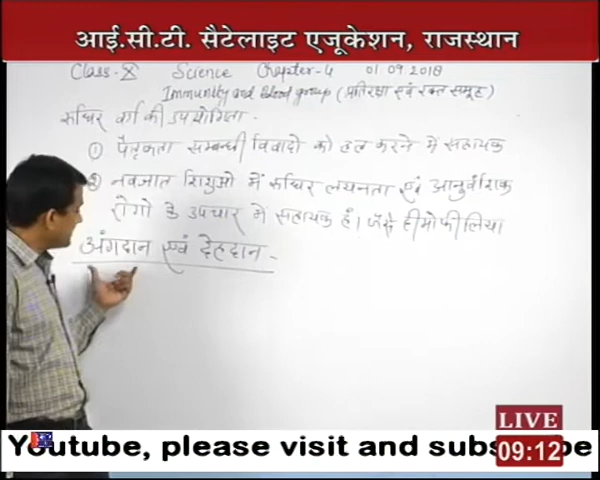 आई.सी.टी. सैटेलाइट एजूकेशन, राजस्थान
Class-X Science Chapter-4 01.09.2018
Immunity and Blood group (प्रतिरक्षा एवं रक्त समूह)
रुधिर वर्ग की उपयोगिता -
① पैतृकता सम्बन्धी विवादो को हल करने में सहायक
② नवजात शिशुओ में रुधिर लयनता एवं आनुवंशिक
रोगो के उपचार में सहायक है। जैसे हीमोफीलिया
अंगदान एवं देहदान -
LIVE
09:12
Youtube, please visit and subs be